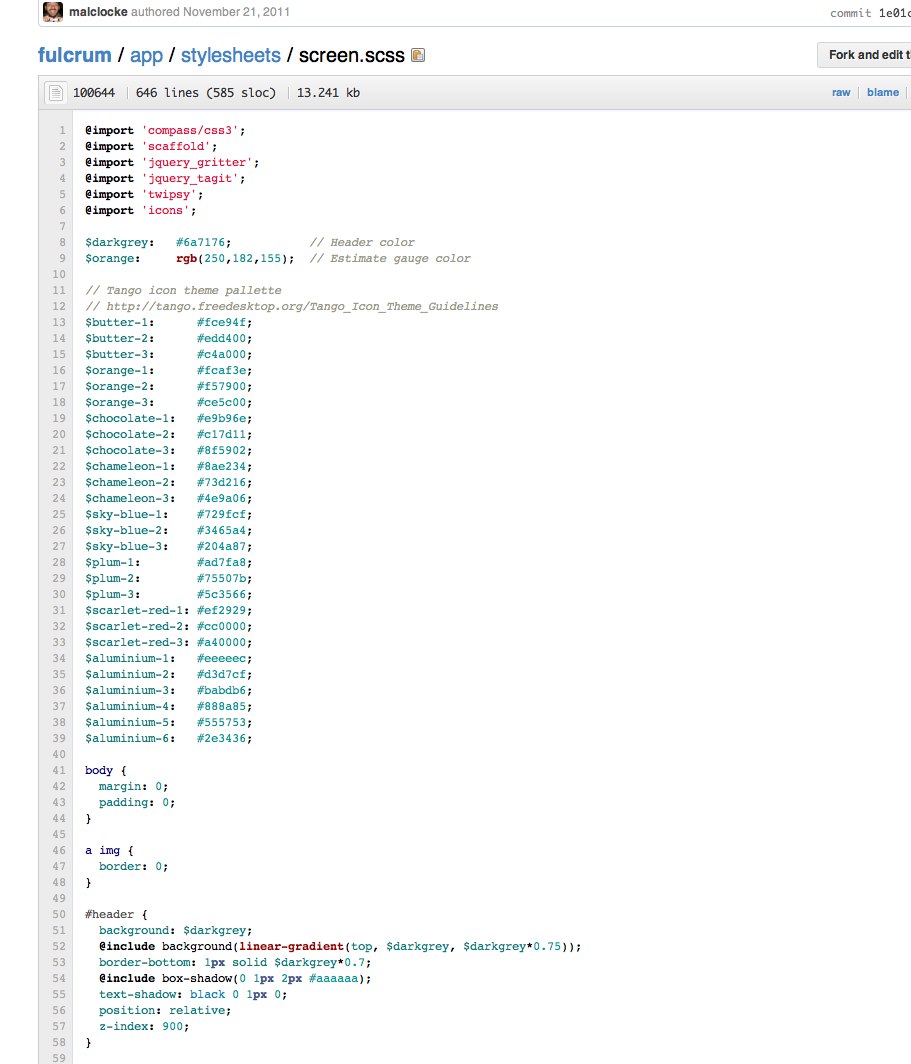 malclocke authored November 21, 2011
commit 1e01c
fulcrum / app / stylesheets / screen.scss
Fork and edit t
100644 646 lines (585 sloc) 13.241 kb
raw blame
1 @import 'compass/css3';
2 @import 'scaffold';
3 @import 'jquery_gritter';
4 @import 'jquery_tagit';
5 @import 'twipsy';
6 @import 'icons';
7
8 $darkgrey: #6a7176; // Header color
9 $orange: rgb(250,182,155); // Estimate gauge color
10
11 // Tango icon theme pallette
12 // http://tango.freedesktop.org/Tango_Icon_Theme_Guidelines
13 $butter-1: #fce94f;
14 $butter-2: #edd400;
15 $butter-3: #c4a000;
16 $orange-1: #fcaf3e;
17 $orange-2: #f57900;
18 $orange-3: #ce5c00;
19 $chocolate-1: #e9b96e;
20 $chocolate-2: #c17d11;
21 $chocolate-3: #8f5902;
22 $chameleon-1: #8ae234;
23 $chameleon-2: #73d216;
24 $chameleon-3: #4e9a06;
25 $sky-blue-1: #729fcf;
26 $sky-blue-2: #3465a4;
27 $sky-blue-3: #204a87;
28 $plum-1: #ad7fa8;
29 $plum-2: #75507b;
30 $plum-3: #5c3566;
31 $scarlet-red-1: #ef2929;
32 $scarlet-red-2: #cc0000;
33 $scarlet-red-3: #a40000;
34 $aluminium-1: #eeeeec;
35 $aluminium-2: #d3d7cf;
36 $aluminium-3: #babdb6;
37 $aluminium-4: #888a85;
38 $aluminium-5: #555753;
39 $aluminium-6: #2e3436;
40
41 body {
42 margin: 0;
43 padding: 0;
44 }
45
46 a img {
47 border: 0;
48 }
49
50 #header {
51 background: $darkgrey;
52 @include background(linear-gradient(top, $darkgrey, $darkgrey*0.75));
53 border-bottom: 1px solid $darkgrey*0.7;
54 @include box-shadow(0 1px 2px #aaaaaa);
55 text-shadow: black 0 1px 0;
56 position: relative;
57 z-index: 900;
58 }
59